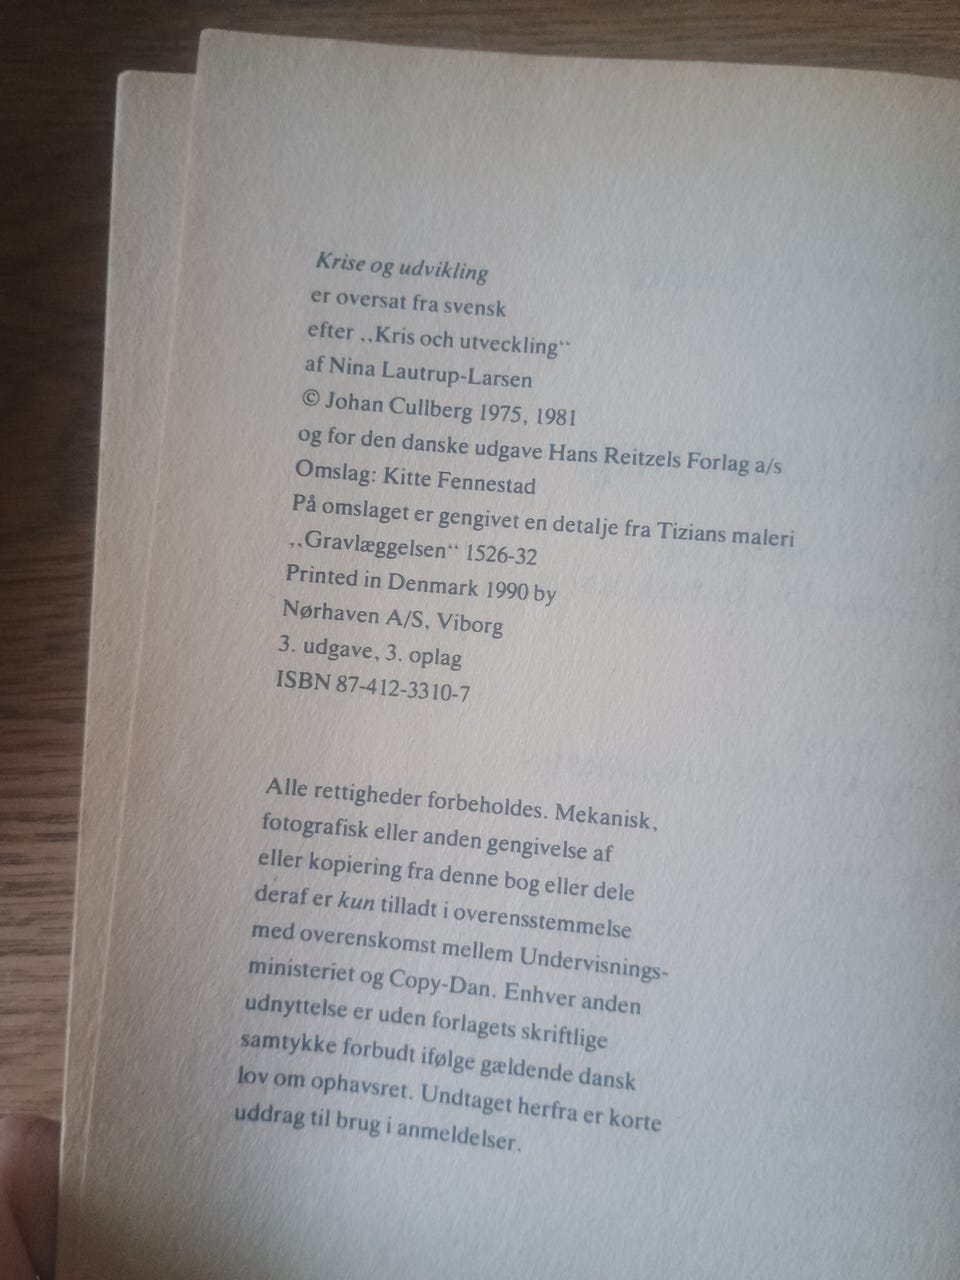 Krise og udvikling
er oversat fra svensk
efter ,,Kris och utveckling“
af Nina Lautrup-Larsen
© Johan Cullberg 1975, 1981
og for den danske udgave Hans Reitzels Forlag a/s
Omslag: Kitte Fennestad
På omslaget er gengivet en detalje fra Tizians maleri
,,Gravlæggelsen“ 1526-32
Printed in Denmark 1990 by
Nørhaven A/S, Viborg
3. udgave, 3. oplag
ISBN 87-412-3310-7
Alle rettigheder forbeholdes. Mekanisk,
fotografisk eller anden gengivelse af
eller kopiering fra denne bog eller dele
deraf er kun tilladt i overensstemmelse
med overenskomst mellem Undervisnings-
ministeriet og Copy-Dan. Enhver anden
udnyttelse er uden forlagets skriftlige
samtykke forbudt ifølge gældende dansk
lov om ophavsret. Undtaget herfra er korte
uddrag til brug i anmeldelser.